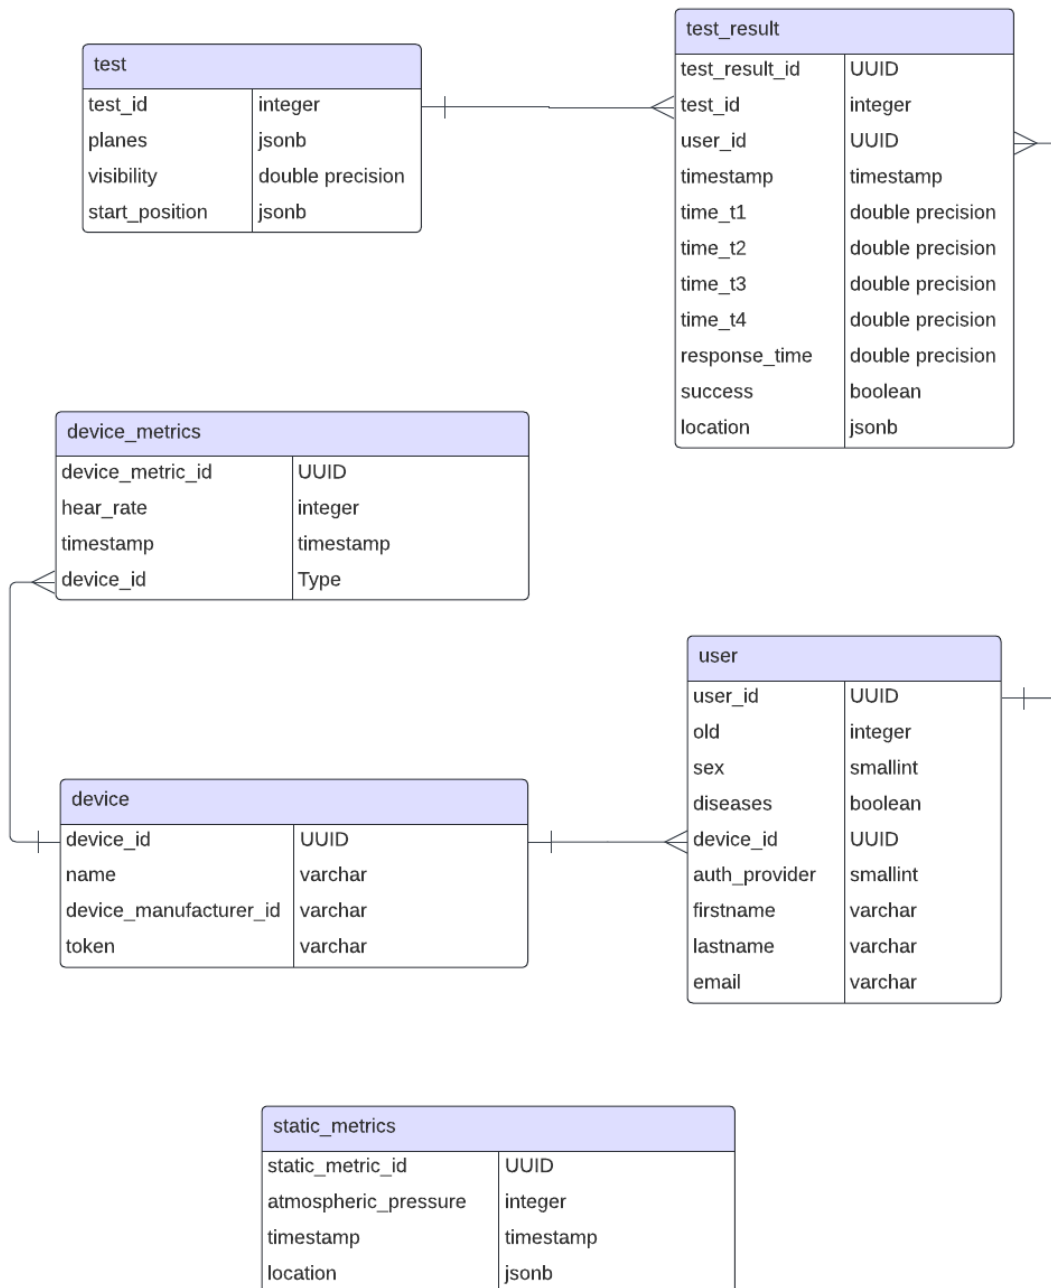 test
test_id integer
planes jsonb
visibility double precision
start_position jsonb
test_result
test_result_id UUID
test_id integer
user_id UUID
timestamp timestamp
time_t1 double precision
time_t2 double precision
time_t3 double precision
time_t4 double precision
response_time double precision
success boolean
location jsonb
device_metrics
device_metric_id UUID
hear_rate integer
timestamp timestamp
device_id Type
user
user_id UUID
old integer
sex smallint
diseases boolean
device_id UUID
auth_provider smallint
firstname varchar
lastname varchar
email varchar
device
device_id UUID
name varchar
device_manufacturer_id varchar
token varchar
static_metrics
static_metric_id UUID
atmospheric_pressure integer
timestamp timestamp
location jsonb